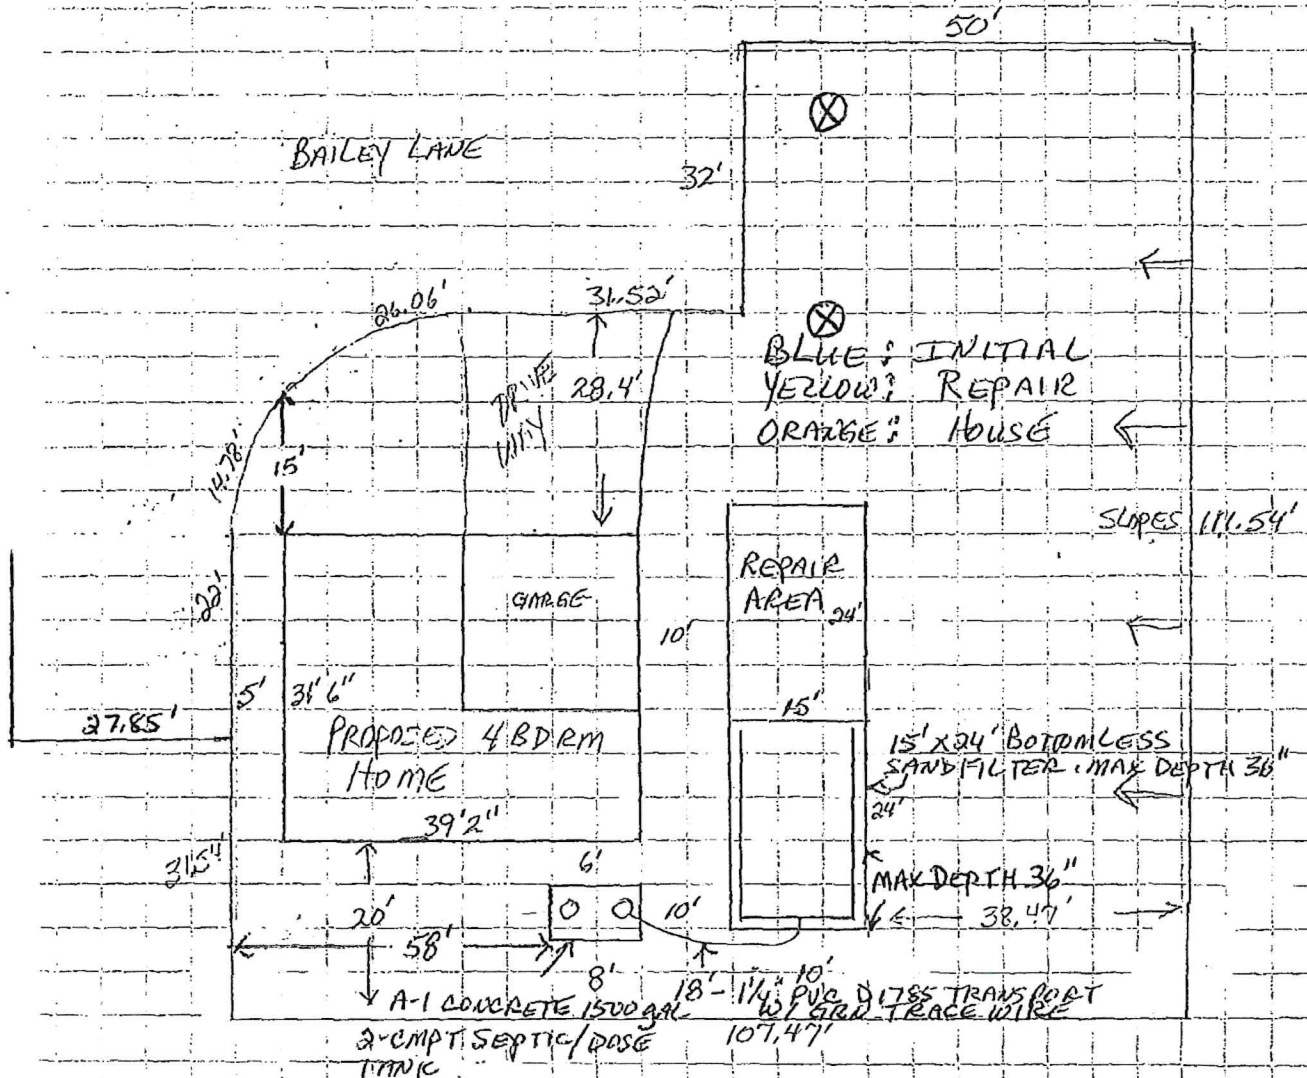 50'
BAILEY LANE
32'
26.06'
31.52'
BLUE: INITIAL
YELLOW: REPAIR
ORANGE: HOUSE
DRIVE
WAY
28.4'
14.78'
15'
SLOPES 111.54'
REPAIR
AREA
24'
GARGE
22'
10'
5'
31'6"
15'
27.85'
PROPOSED 4 BDRM
HOME
15' X 24' BOTTOMLESS
SAND FILTER. MAX DEPTH 36"
24'
39'2"
6'
MAX DEPTH 36"
20'
10'
38.47'
58'
8'
10'
A-1 CONCRETE 1500 gal
2-CMPT. SEPTIC/DOSE
TANK
18'-1¼" PVC D1785 TRANSPORT
W/ GRN TRACE WIRE
107.47'